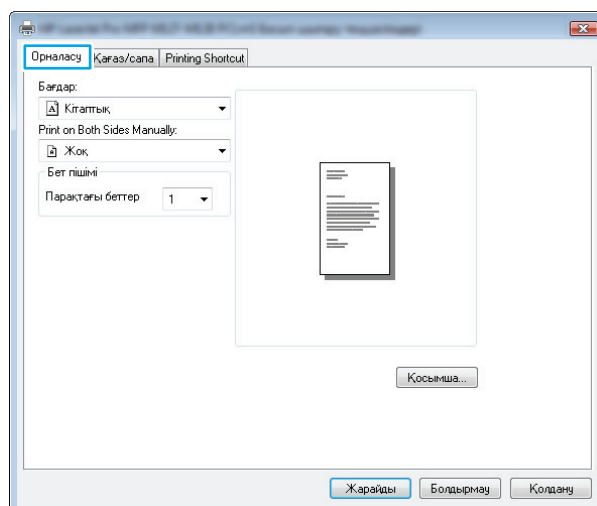 Орналасу Қағаз/сапа Printing Shortcut
Бағдар:
Кітаптық
Print on Both Sides Manually:
Жоқ
Бет пішімі
Парақтағы беттер 1
Қосымша...
Жарайды Болдырмау Қолдану